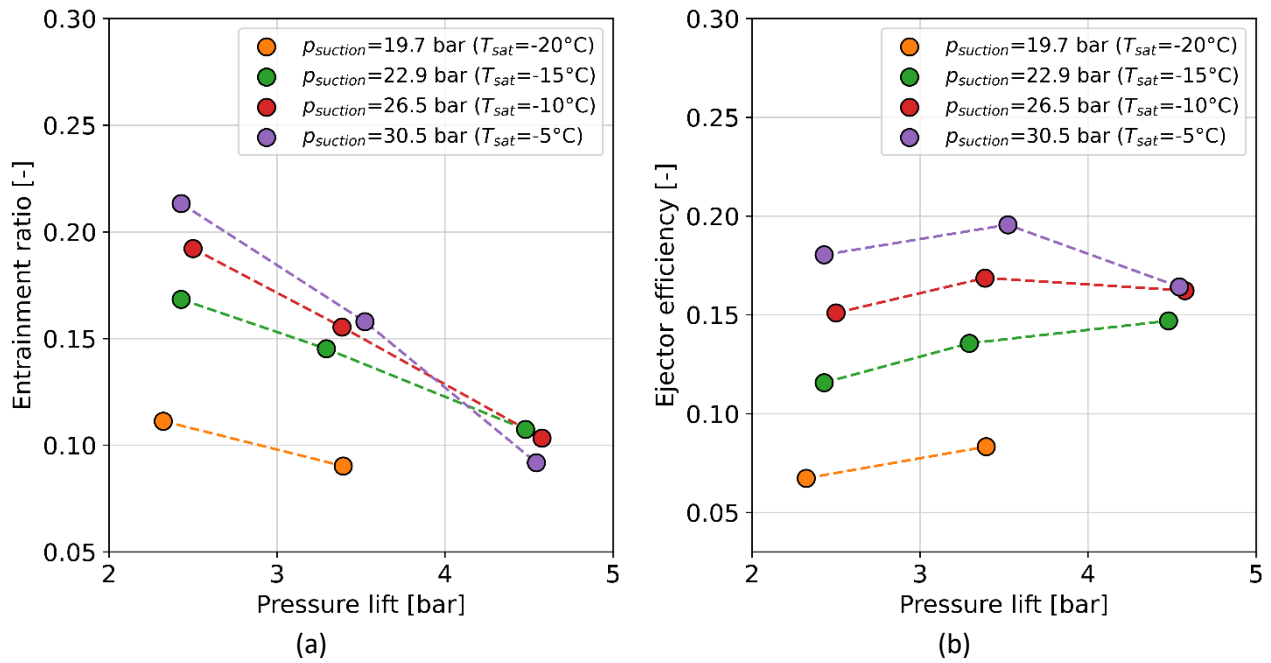 0.30
0.25
0.20
0.15
0.10
0.05
Entrainment ratio [-]
p_suction=19.7 bar (T_sat=-20°C)
p_suction=22.9 bar (T_sat=-15°C)
p_suction=26.5 bar (T_sat=-10°C)
p_suction=30.5 bar (T_sat=-5°C)
2 3 4 5
Pressure lift [bar]
(a)
0.30
0.25
0.20
0.15
0.10
0.05
Ejector efficiency [-]
p_suction=19.7 bar (T_sat=-20°C)
p_suction=22.9 bar (T_sat=-15°C)
p_suction=26.5 bar (T_sat=-10°C)
p_suction=30.5 bar (T_sat=-5°C)
2 3 4 5
Pressure lift [bar]
(b)